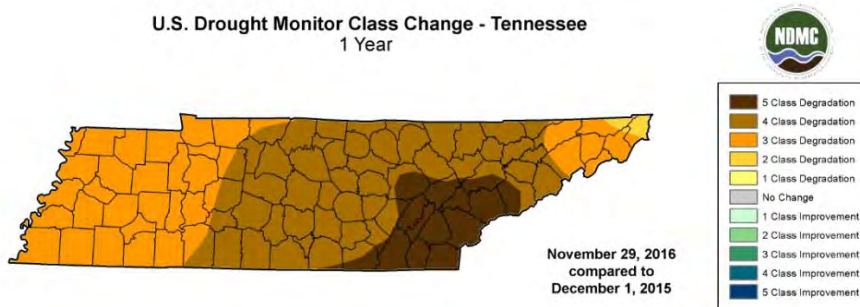 U.S. Drought Monitor Class Change - Tennessee
1 Year
NDMC
5 Class Degradation
4 Class Degradation
3 Class Degradation
2 Class Degradation
1 Class Degradation
No Change
1 Class Improvement
2 Class Improvement
3 Class Improvement
4 Class Improvement
5 Class Improvement
November 29, 2016
compared to
December 1, 2015